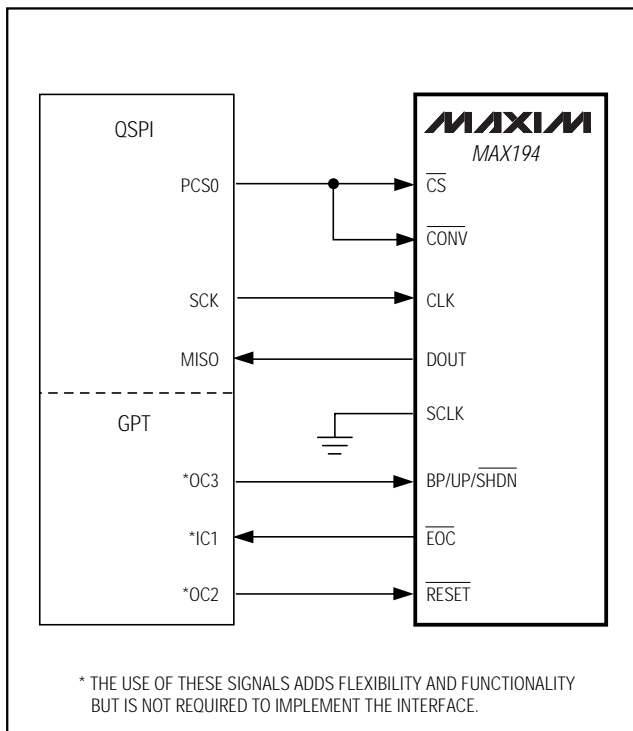 QSPI
MAXIM
MAX194
PCS0
CS
CONV
SCK
CLK
MISO
DOUT
GPT
SCLK
*OC3
BP/UP/SHDN
*IC1
EOC
*OC2
RESET
* THE USE OF THESE SIGNALS ADDS FLEXIBILITY AND FUNCTIONALITY
BUT IS NOT REQUIRED TO IMPLEMENT THE INTERFACE.